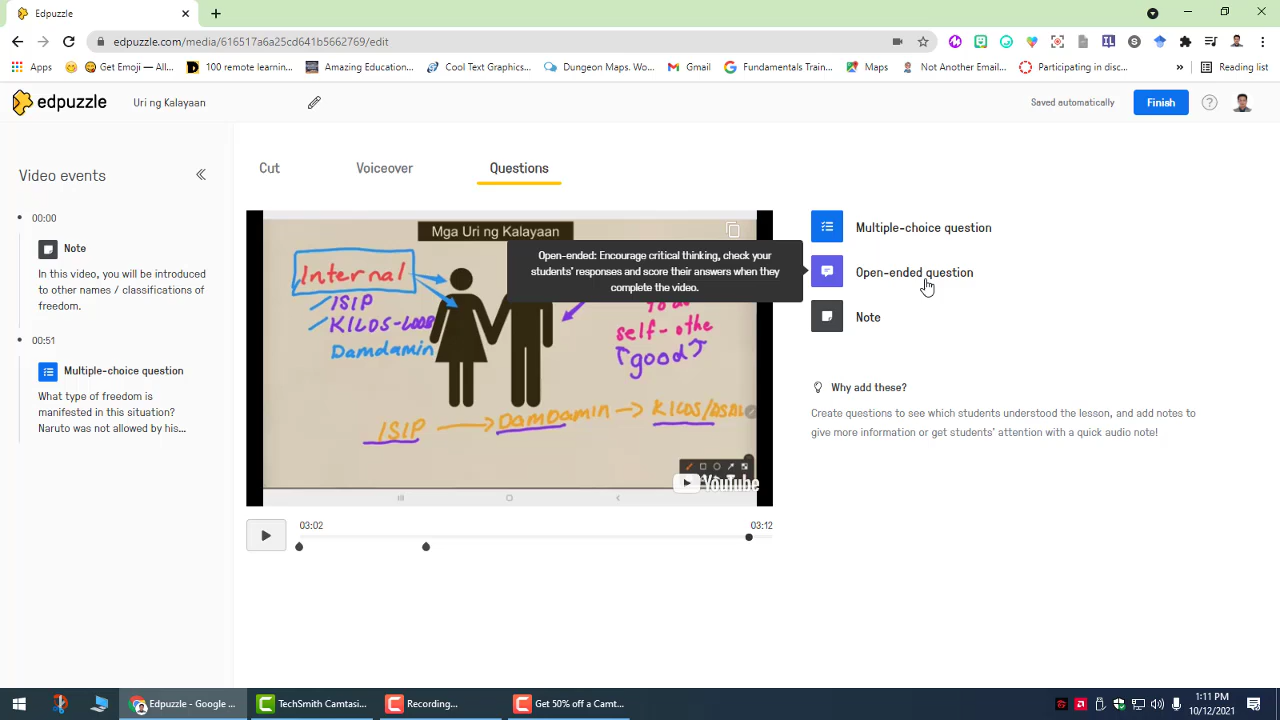 Edpuzzle
edpuzzle.com/media/616517a6a25cd641b5662769/edit
Apps
Get Emoji — All...
100 remote learnin...
Amazing Education...
Cool Text Graphics...
Dungeon Maps. Wo...
Gmail
Fundamentals Train...
Maps
Not Another Email...
Participating in disc...
»
Reading list
edpuzzle
Uri ng Kalayaan
Saved automatically
Finish
Video events
Cut
Voiceover
Questions
00:00
Note
In this video, you will be introduced
to other names / classifications of
freedom.
00:51
Multiple-choice question
What type of freedom is
manifested in this situation?
Naruto was not allowed by his...
Mga Uri ng Kalayaan
Internal
ISIP
KILOS-LOOB
Damdamin
self-othe
"good"
ISIP → Damdamin → KILOS/ASAL
YouTube
Open-ended: Encourage critical thinking, check your
students' responses and score their answers when they
complete the video.
03:02
03:12
Multiple-choice question
Open-ended question
Note
Why add these?
Create questions to see which students understood the lesson, and add notes to
give more information or get students' attention with a quick audio note!
Edpuzzle - Google ...
TechSmith Camtasi...
Recording...
Get 50% off a Camt...
1:11 PM
10/12/2021